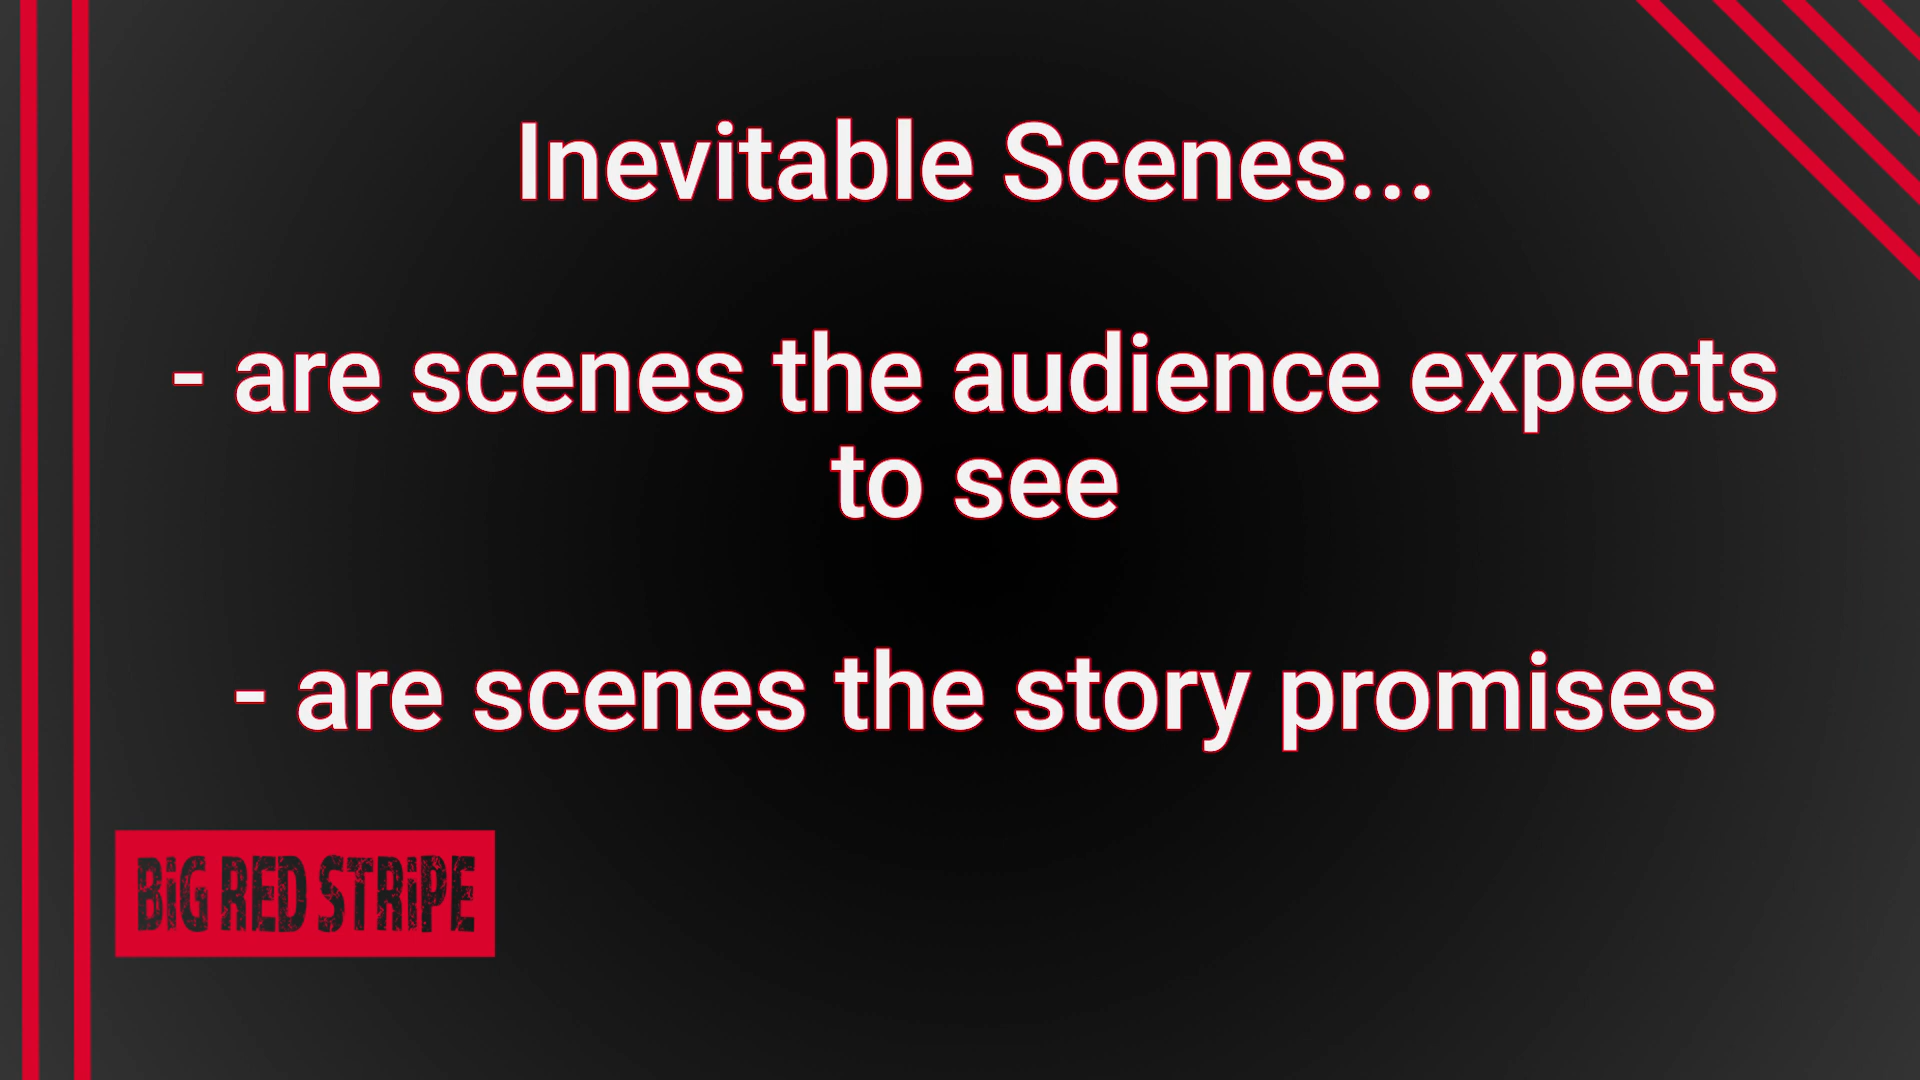 Inevitable Scenes...
- are scenes the audience expects
to see
- are scenes the story promises
BiG RED STRiPE